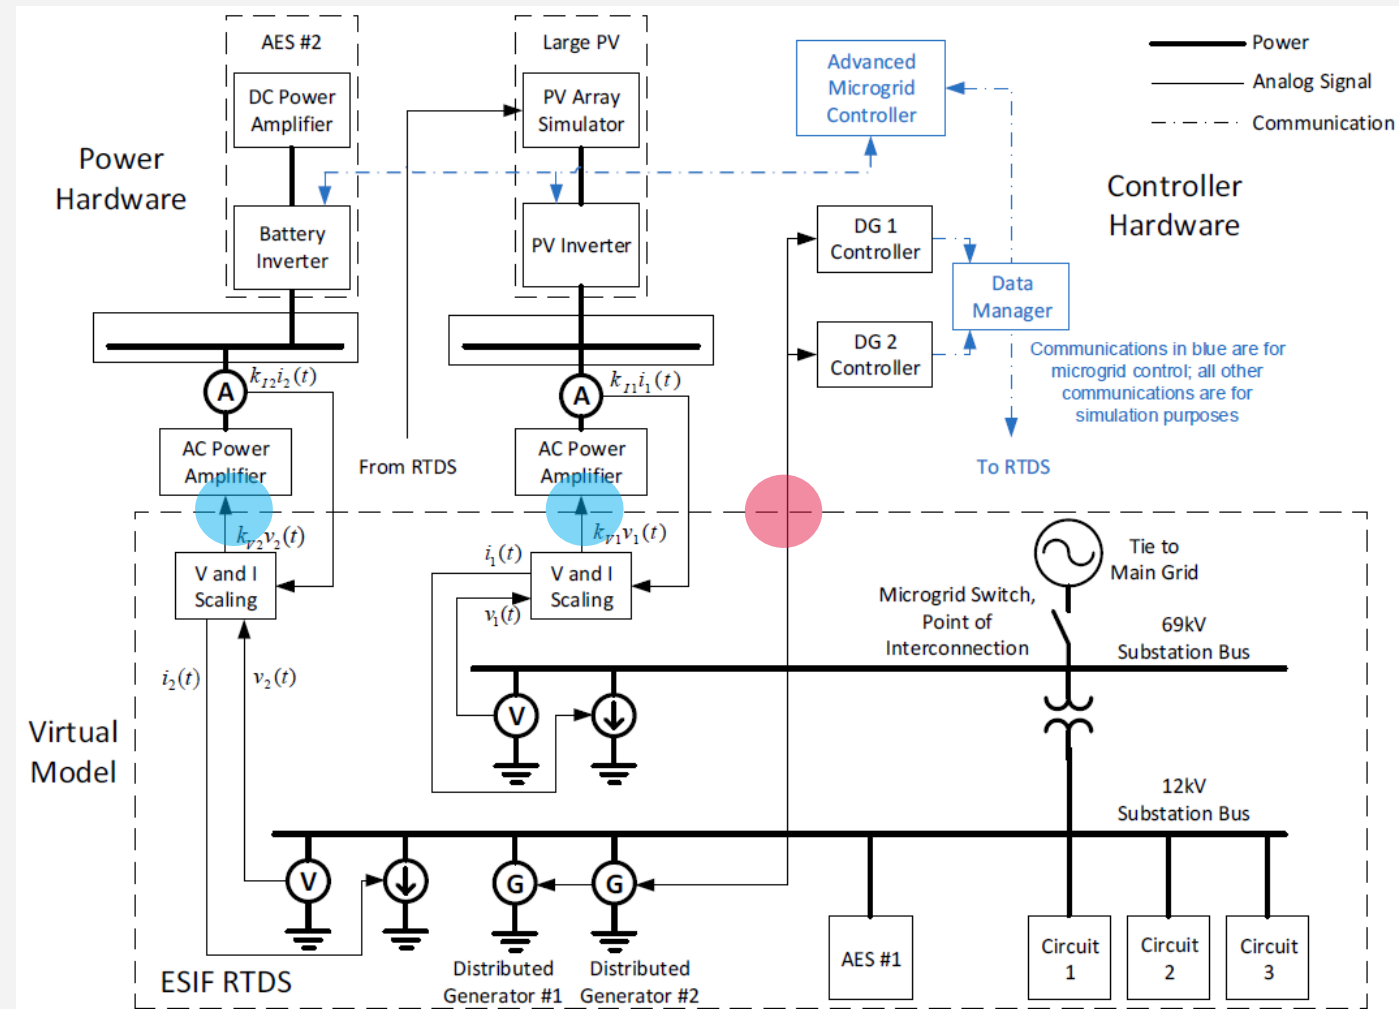 AES #2
Large PV
Power
Analog Signal
Communication
Advanced
Microgrid
Controller
DC Power
Amplifier
PV Array
Simulator
Power
Hardware
Controller
Hardware
Battery
Inverter
PV Inverter
DG 1
Controller
Data
Manager
DG 2
Controller
Communications in blue are for
microgrid control; all other
communications are for
simulation purposes
k_{I2}i_2(t)
k_{I1}i_1(t)
A
A
AC Power
Amplifier
From RTDS
AC Power
Amplifier
To RTDS
k_{V2}v_2(t)
k_{V1}v_1(t)
i_1(t)
V and I
Scaling
V and I
Scaling
v_1(t)
Tie to
Main Grid
Microgrid Switch,
Point of
Interconnection
69kV
Substation Bus
i_2(t)
v_2(t)
V
Virtual
Model
12kV
Substation Bus
V
G
G
AES #1
Circuit
1
Circuit
2
Circuit
3
ESIF RTDS
Distributed
Generator #1
Distributed
Generator #2